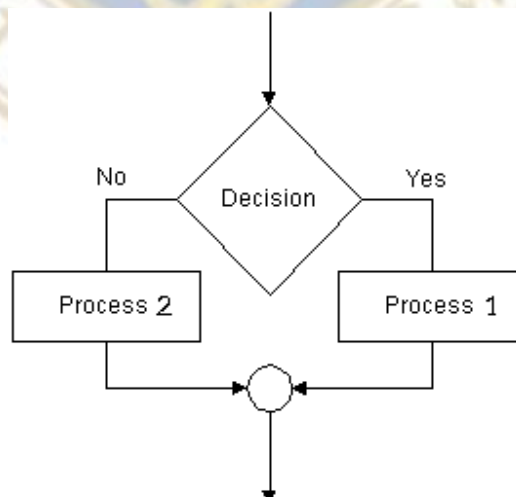 No
Yes
Decision
Process 2
Process 1